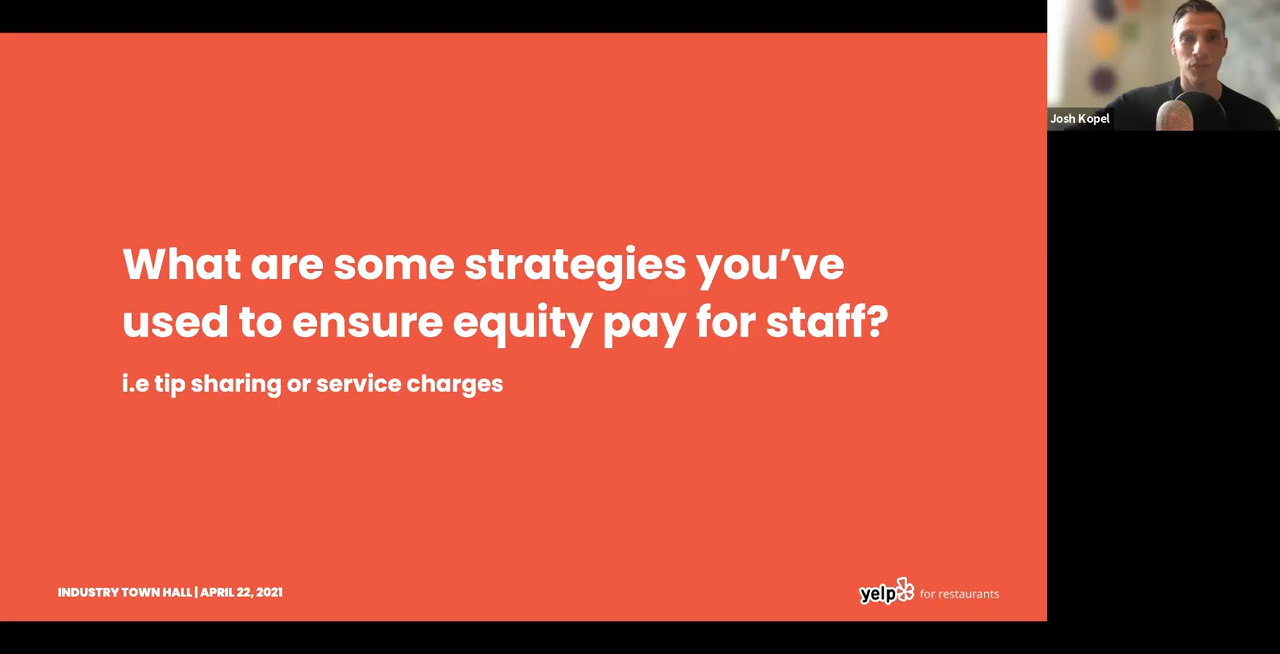 What are some strategies you’ve
used to ensure equity pay for staff?
i.e tip sharing or service charges
INDUSTRY TOWN HALL | APRIL 22, 2021
yelp for restaurants
Josh Kopel